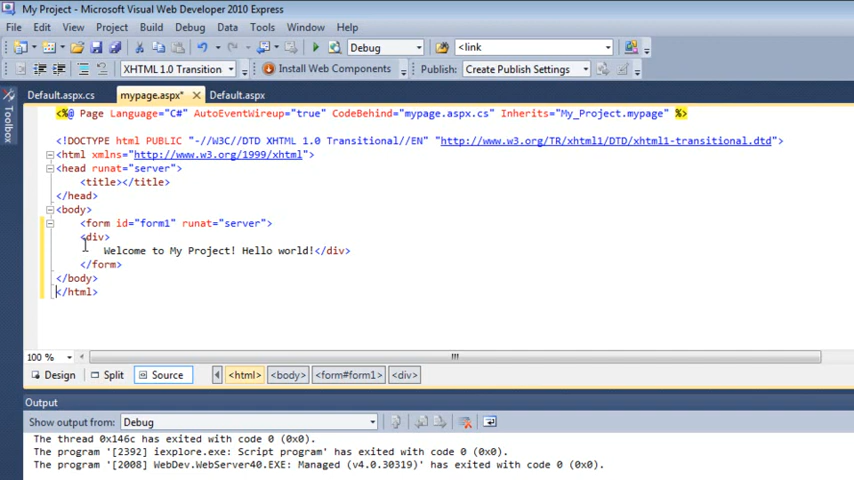 My Project - Microsoft Visual Web Developer 2010 Express
File Edit View Project Build Debug Data Tools Window Help
Debug <link
XHTML 1.0 Transition Install Web Components Publish: Create Publish Settings
Default.aspx.cs mypage.aspx* Default.aspx
Toolbox
<%@ Page Language="C#" AutoEventWireup="true" CodeBehind="mypage.aspx.cs" Inherits="My_Project.mypage" %>
<!DOCTYPE html PUBLIC "-//W3C//DTD XHTML 1.0 Transitional//EN" "http://www.w3.org/TR/xhtml1/DTD/xhtml1-transitional.dtd">
<html xmlns="http://www.w3.org/1999/xhtml">
<head runat="server">
<title></title>
</head>
<body>
<form id="form1" runat="server">
<div>
Welcome to My Project! Hello world!</div>
</form>
</body>
</html>
100 %
Design Split Source <html> <body> <form#form1> <div>
Output
Show output from: Debug
The thread 0x146c has exited with code 0 (0x0).
The program '[2392] iexplore.exe: Script program' has exited with code 0 (0x0).
The program '[2008] WebDev.WebServer40.EXE: Managed (v4.0.30319)' has exited with code 0 (0x0).